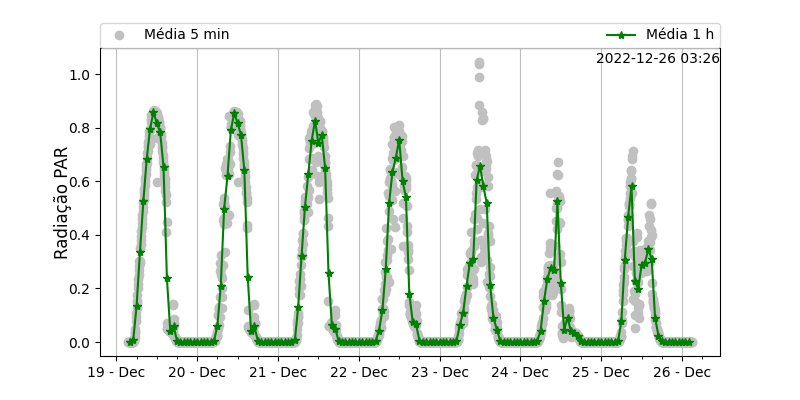 Média 5 min
Média 1 h
2022-12-26 03:26
Radiação PAR
1.0
0.8
0.6
0.4
0.2
0.0
19 - Dec
20 - Dec
21 - Dec
22 - Dec
23 - Dec
24 - Dec
25 - Dec
26 - Dec